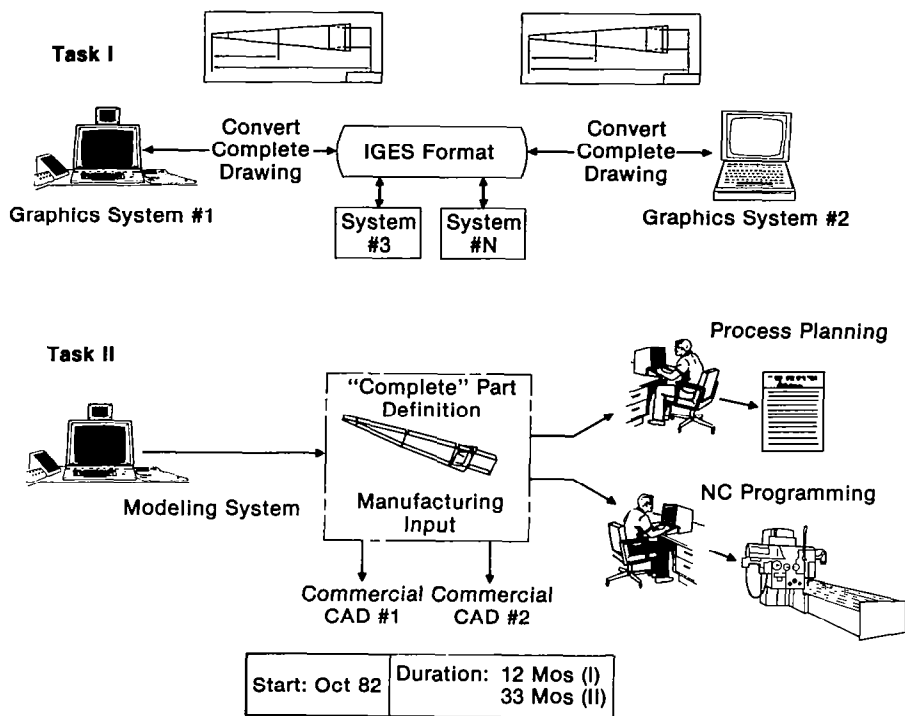 Task I
Convert
Complete
Drawing
IGES Format
Convert
Complete
Drawing
Graphics System #1
System
#3
System
#N
Graphics System #2
Task II
Modeling System
“Complete” Part
Definition
Manufacturing
Input
Process Planning
NC Programming
Commercial
CAD #1
Commercial
CAD #2
Start: Oct 82
Duration: 12 Mos (I)
33 Mos (II)